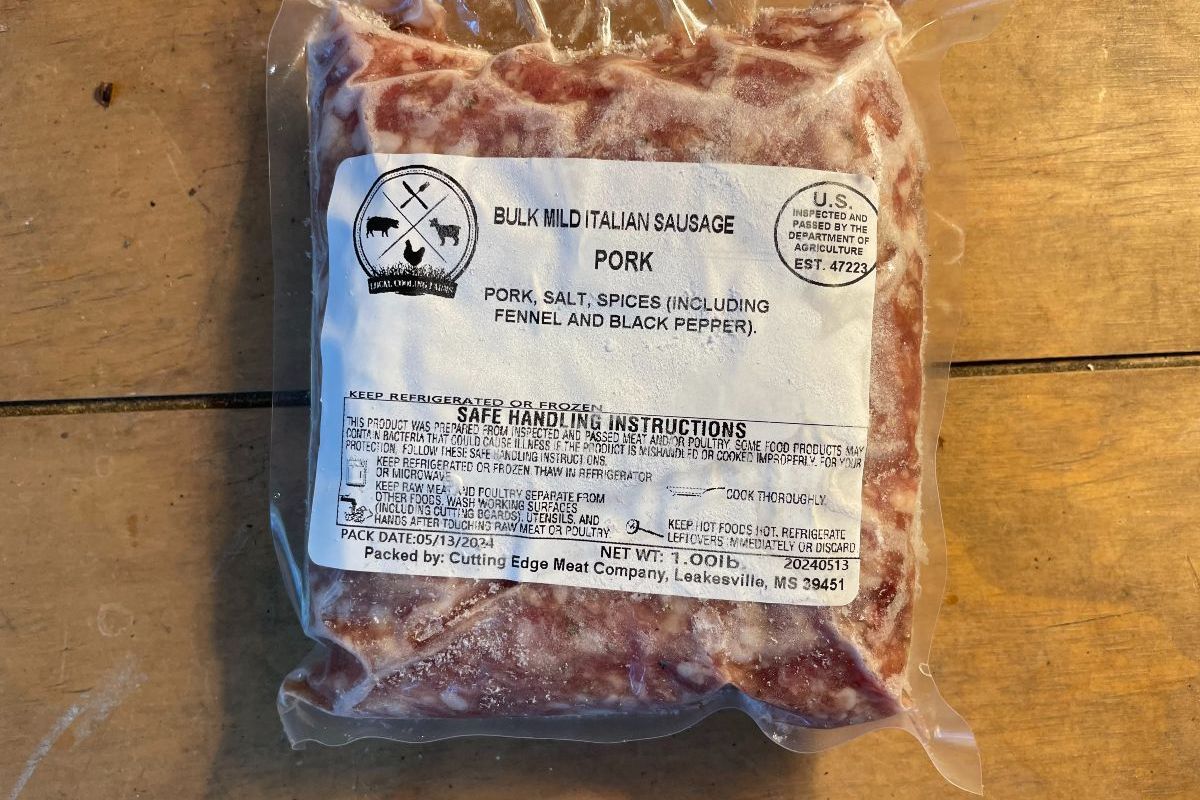 LOCAL COOLING FARMS
BULK MILD ITALIAN SAUSAGE
PORK
PORK, SALT, SPICES (INCLUDING
FENNEL AND BLACK PEPPER).
U.S.
INSPECTED AND
PASSED BY THE
DEPARTMENT OF
AGRICULTURE
EST. 47223
KEEP REFRIGERATED OR FROZEN
SAFE HANDLING INSTRUCTIONS
THIS PRODUCT WAS PREPARED FROM INSPECTED AND PASSED MEAT AND/OR POULTRY. SOME FOOD PRODUCTS MAY
CONTAIN BACTERIA THAT COULD CAUSE ILLNESS IF THE PRODUCT IS MISHANDLED OR COOKED IMPROPERLY. FOR YOUR
PROTECTION, FOLLOW THESE SAFE HANDLING INSTRUCTIONS.
KEEP REFRIGERATED OR FROZEN. THAW IN REFRIGERATOR
OR MICROWAVE.
KEEP RAW MEAT AND POULTRY SEPARATE FROM
OTHER FOODS. WASH WORKING SURFACES
(INCLUDING CUTTING BOARDS), UTENSILS, AND
HANDS AFTER TOUCHING RAW MEAT OR POULTRY.
COOK THOROUGHLY.
KEEP HOT FOODS HOT. REFRIGERATE
LEFTOVERS IMMEDIATELY OR DISCARD.
PACK DATE:05/13/2024
NET WT: 1.00lb.
20240513
Packed by: Cutting Edge Meat Company, Leakesville, MS 39451